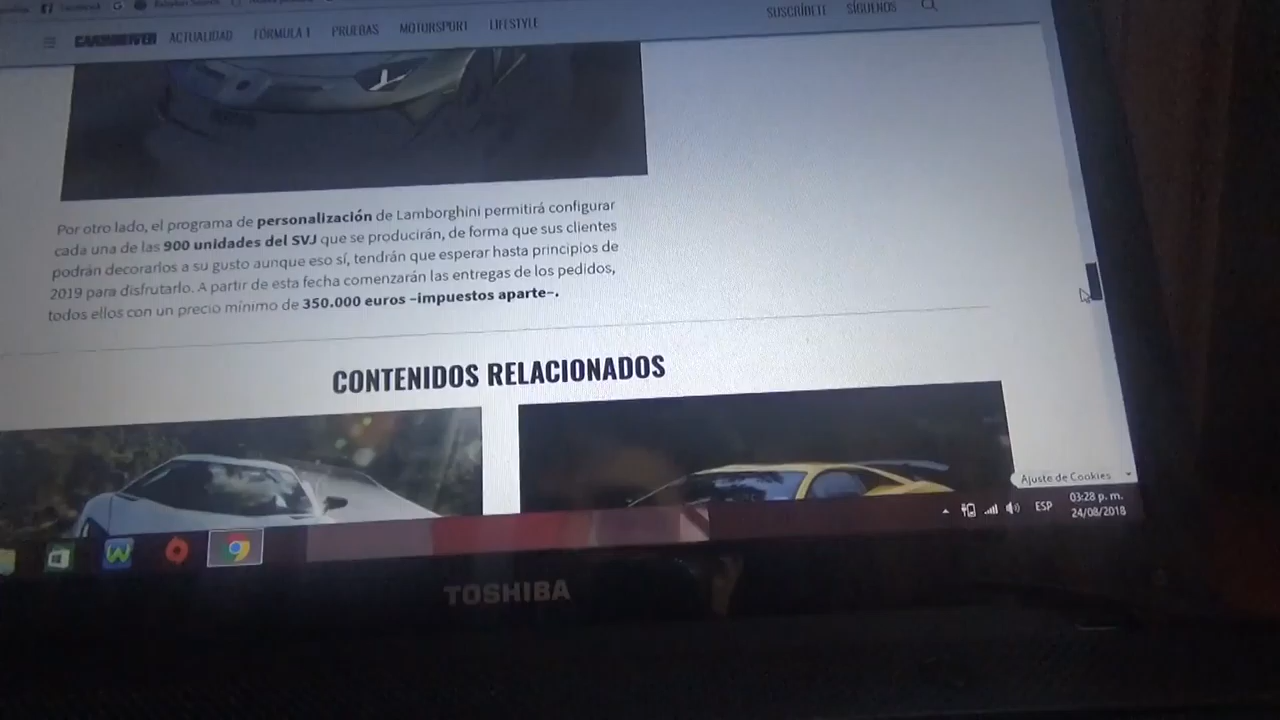 Facebook
CARANDDRIVER ACTUALIDAD FÓRMULA 1 PRUEBAS MOTORSPORT LIFESTYLE SUSCRÍBETE SÍGUENOS
Por otro lado, el programa de personalización de Lamborghini permitirá configurar
cada una de las 900 unidades del SVJ que se producirán, de forma que sus clientes
podrán decorarlos a su gusto aunque eso sí, tendrán que esperar hasta principios de
2019 para disfrutarlo. A partir de esta fecha comenzarán las entregas de los pedidos,
todos ellos con un precio mínimo de 350.000 euros –impuestos aparte–.
CONTENIDOS RELACIONADOS
Ajuste de Cookies
ESP 03:28 p.m.
24/08/2018
TOSHIBA